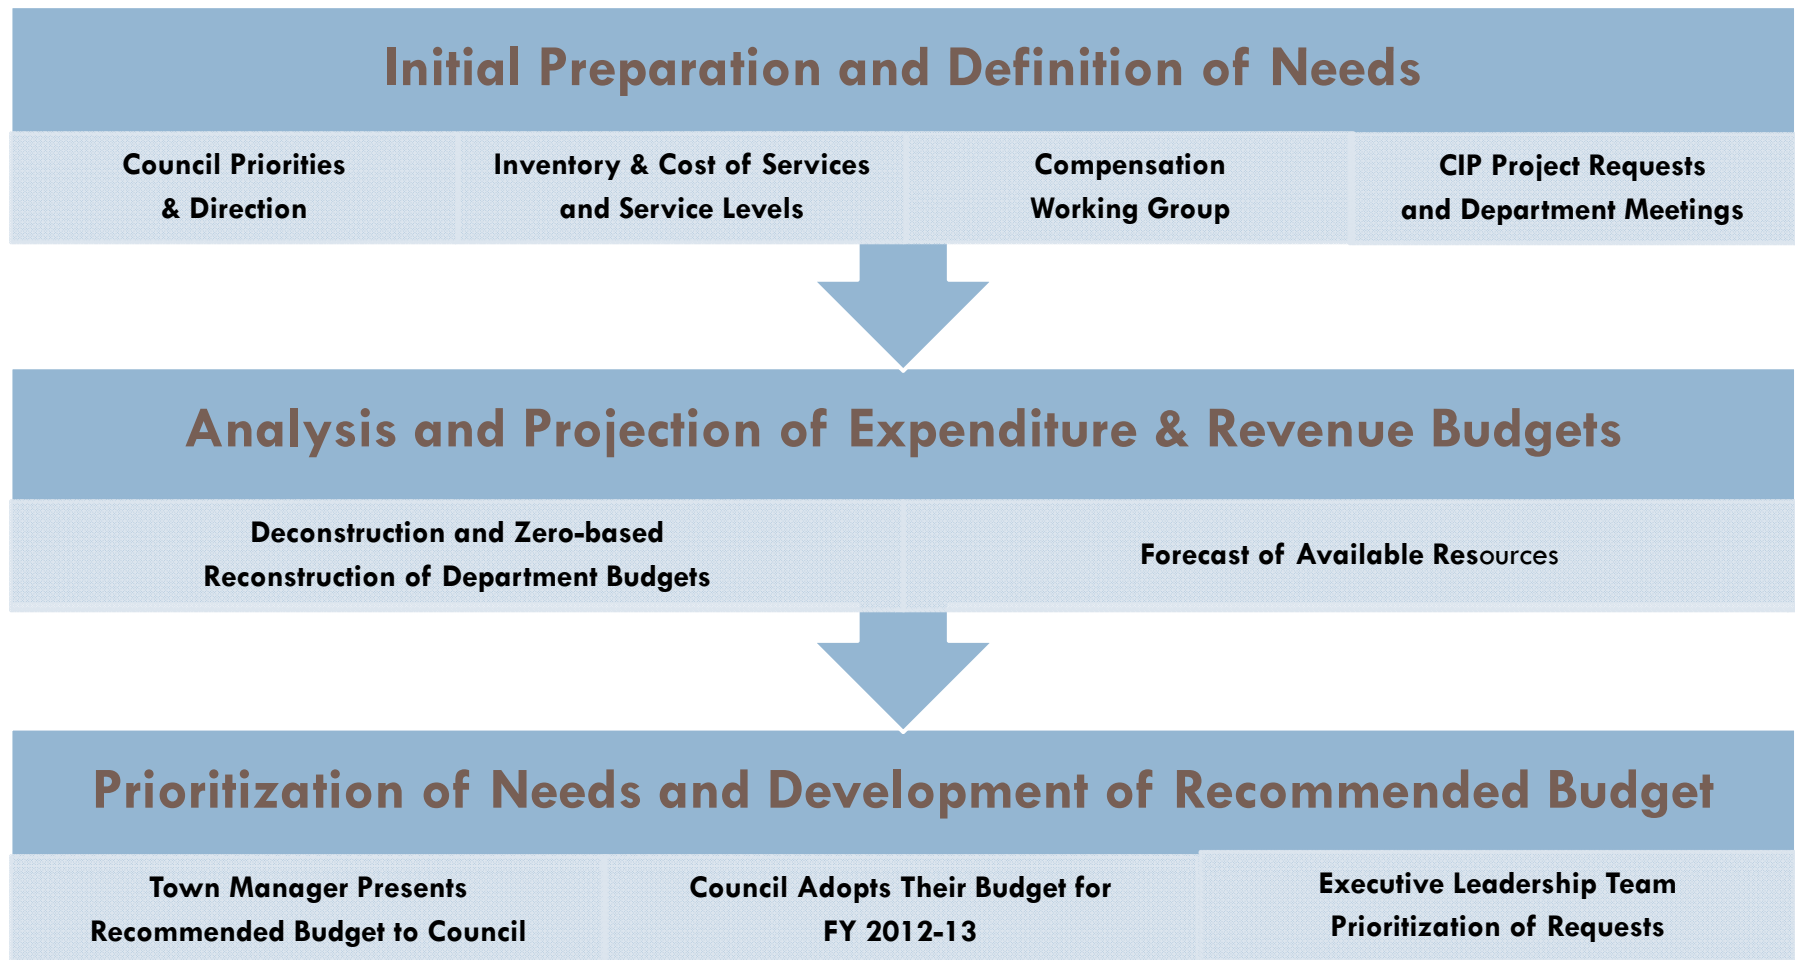 Initial Preparation and Definition of Needs
Council Priorities
& Direction
Inventory & Cost of Services
and Service Levels
Compensation
Working Group
CIP Project Requests
and Department Meetings
Analysis and Projection of Expenditure & Revenue Budgets
Deconstruction and Zero-based
Reconstruction of Department Budgets
Forecast of Available Resources
Prioritization of Needs and Development of Recommended Budget
Town Manager Presents
Recommended Budget to Council
Council Adopts Their Budget for
FY 2012-13
Executive Leadership Team
Prioritization of Requests